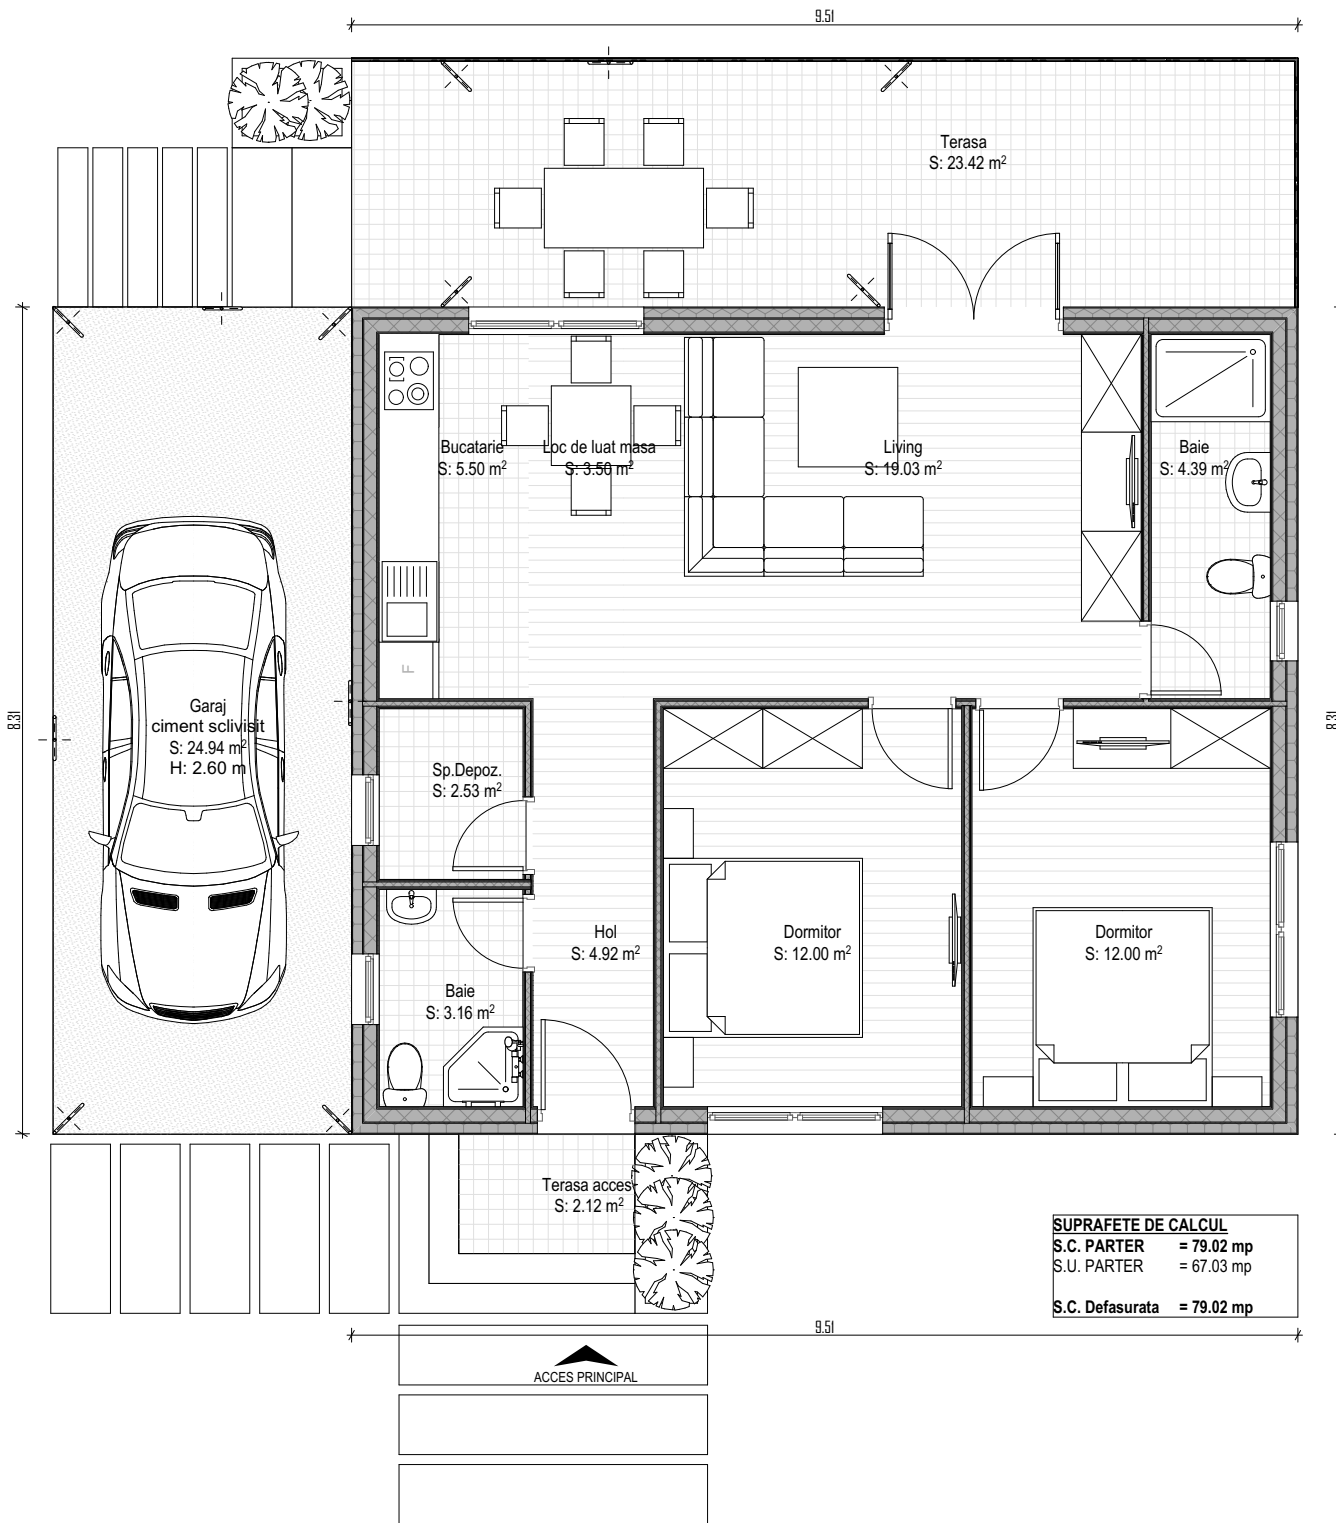 9.51
Terasa
S: 23.42 m²
Bucatarie
S: 5.50 m²
Loc de luat masa
S: 3.50 m²
Living
S: 19.03 m²
Baie
S: 4.39 m²
F
8.31
8.31
Garaj
ciment sclivisit
S: 24.94 m²
H: 2.60 m
Sp.Depoz.
S: 2.53 m²
Hol
S: 4.92 m²
Dormitor
S: 12.00 m²
Dormitor
S: 12.00 m²
Baie
S: 3.16 m²
Terasa acces
S: 2.12 m²
SUPRAFETE DE CALCUL
S.C. PARTER = 79.02 mp
S.U. PARTER = 67.03 mp
S.C. Defasurata = 79.02 mp
9.51
ACCES PRINCIPAL